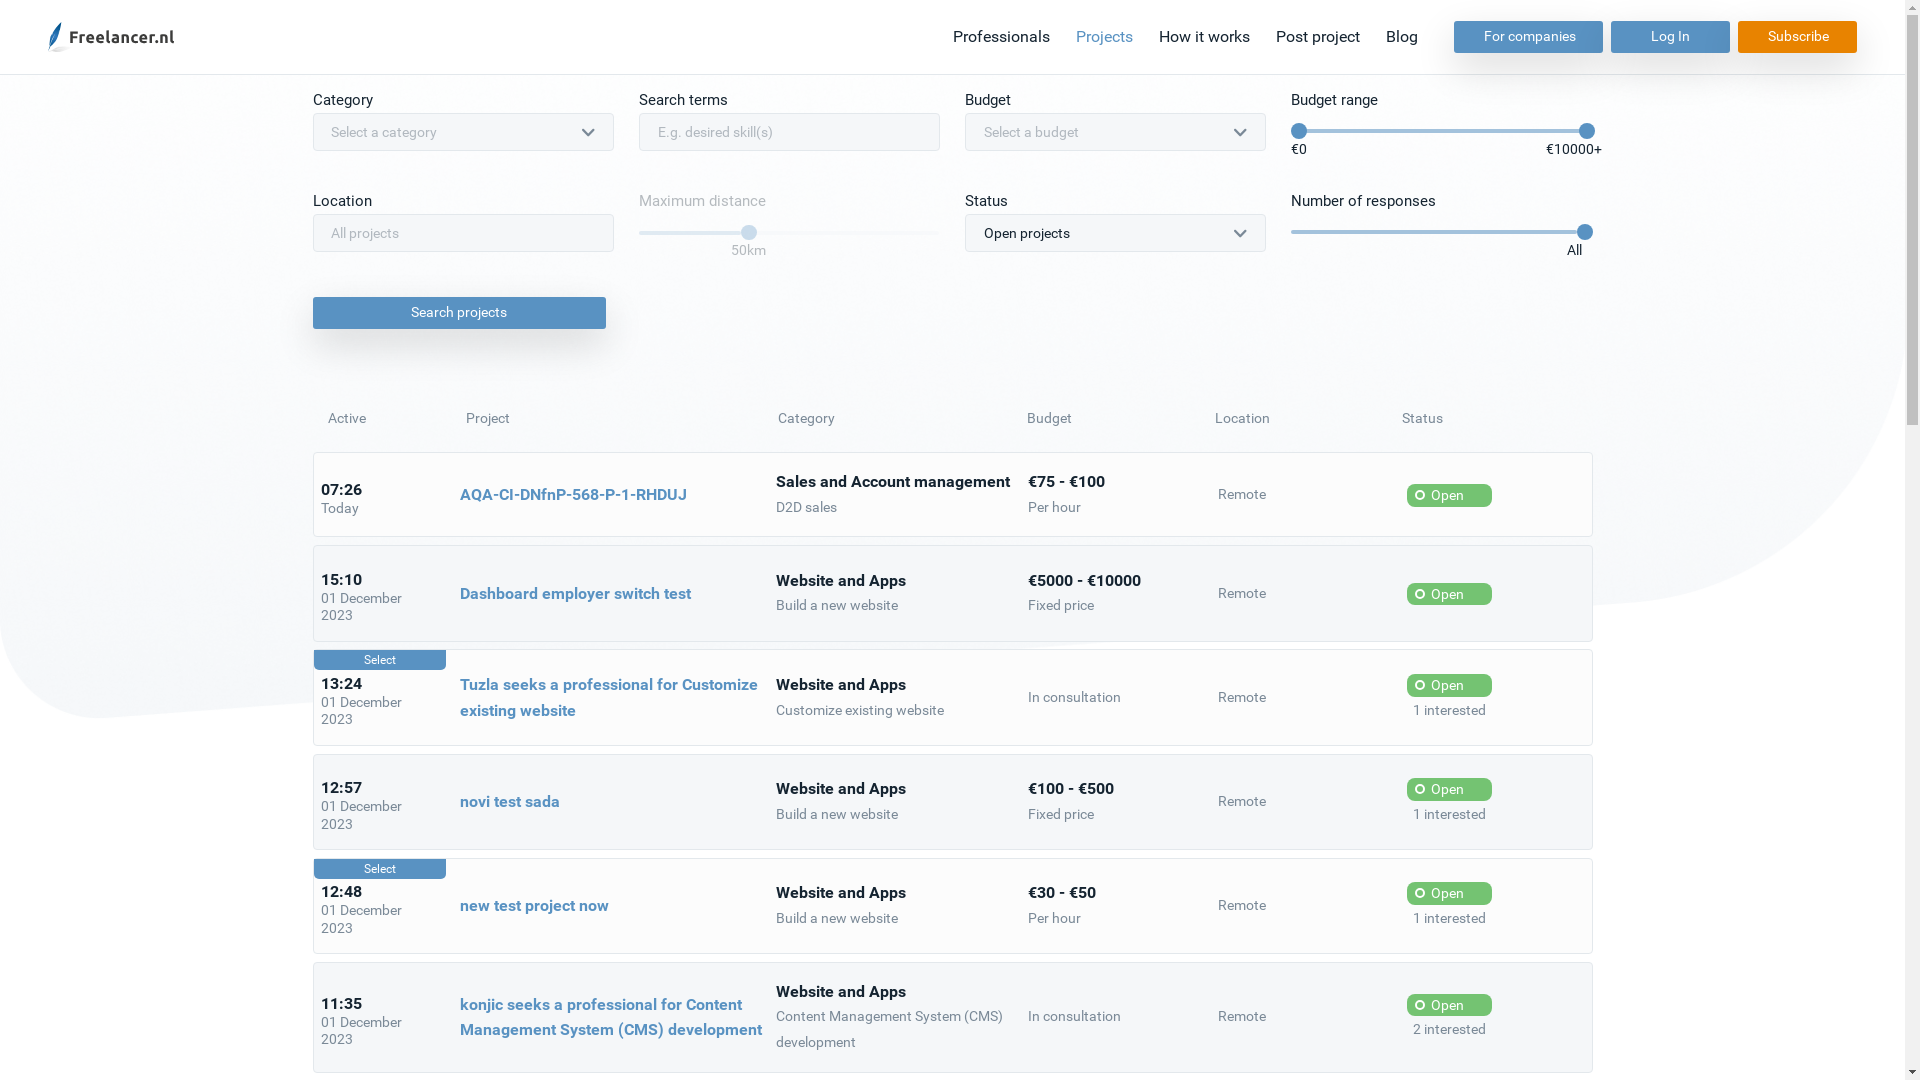 Freelancer.nl
Professionals Projects How it works Post project Blog For companies Log In Subscribe
Category Search terms Budget Budget range
Select a category E.g. desired skill(s) Select a budget
€0 €10000+
Location Maximum distance Status Number of responses
All projects Open projects
50km All
Search projects
Active Project Category Budget Location Status
07:26
Today
AQA-CI-DNfnP-568-P-1-RHDUJ
Sales and Account management
D2D sales
€75 - €100
Per hour
Remote
Open
15:10
01 December
2023
Dashboard employer switch test
Website and Apps
Build a new website
€5000 - €10000
Fixed price
Remote
Open
Select
13:24
01 December
2023
Tuzla seeks a professional for Customize
existing website
Website and Apps
Customize existing website
In consultation
Remote
Open
1 interested
12:57
01 December
2023
novi test sada
Website and Apps
Build a new website
€100 - €500
Fixed price
Remote
Open
1 interested
Select
12:48
01 December
2023
new test project now
Website and Apps
Build a new website
€30 - €50
Per hour
Remote
Open
1 interested
11:35
01 December
2023
konjic seeks a professional for Content
Management System (CMS) development
Website and Apps
Content Management System (CMS)
development
In consultation
Remote
Open
2 interested